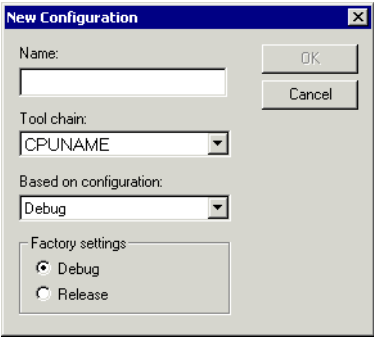 New Configuration
Name:
OK
Cancel
Tool chain:
CPUNAME
Based on configuration:
Debug
Factory settings
Debug
Release